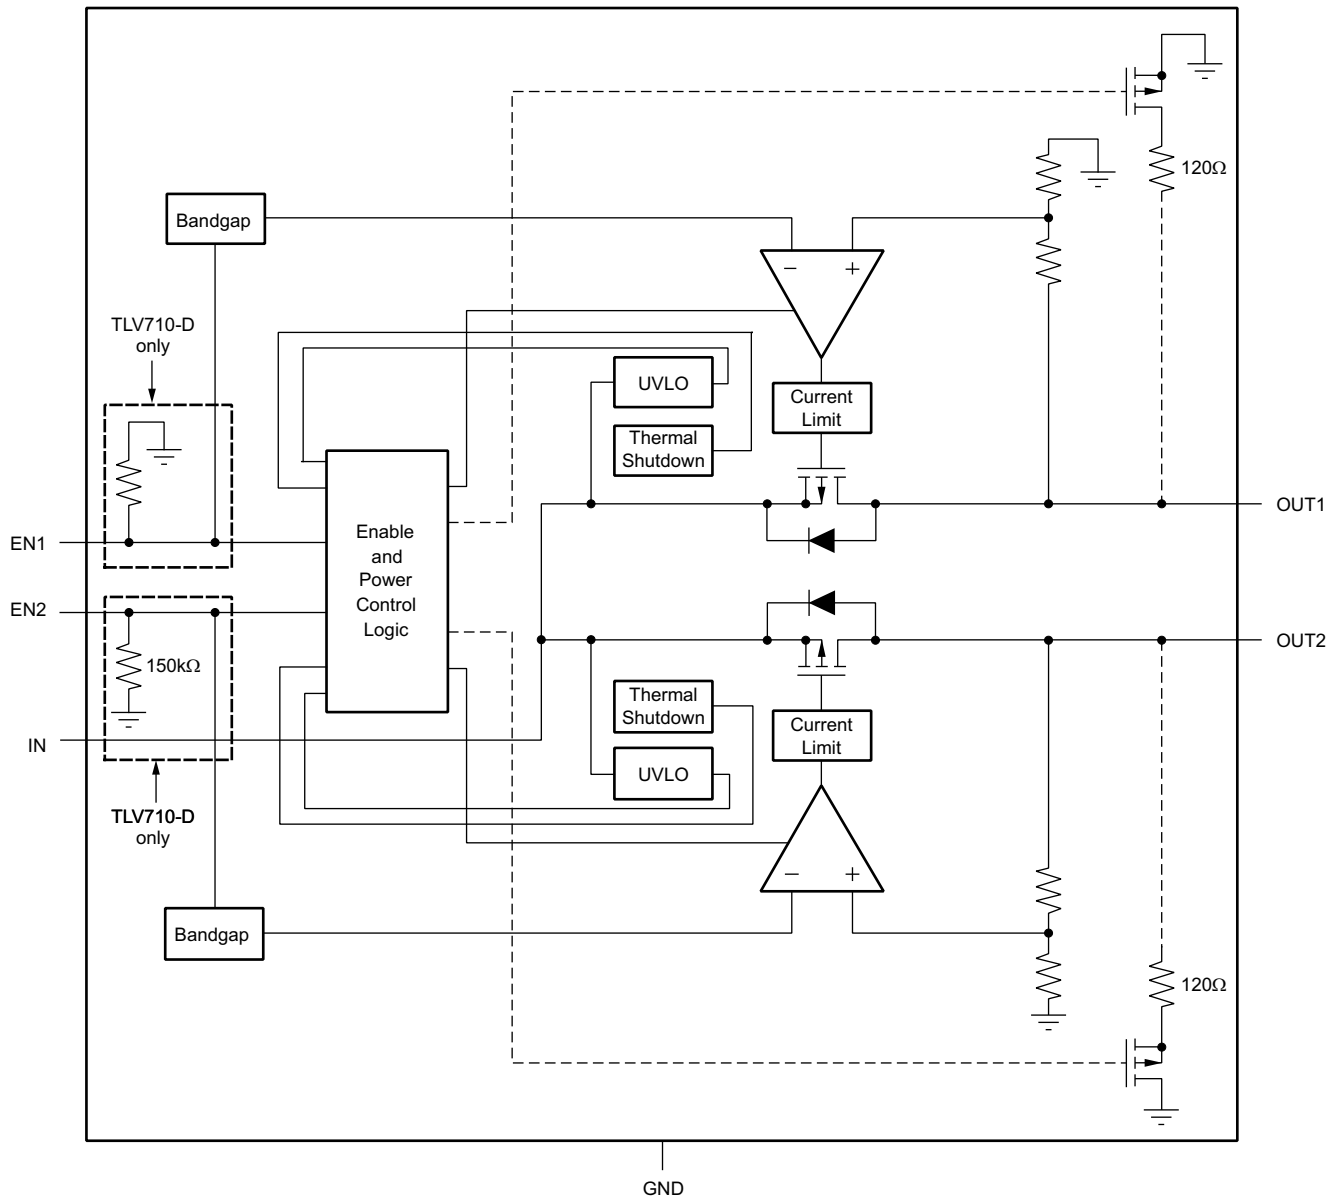 120Ω
Bandgap
− +
TLV710-D
only
UVLO
Current
Limit
Thermal
Shutdown
Enable
and
Power
Control
Logic
EN1
OUT1
EN2
OUT2
150kΩ
IN
Thermal
Shutdown
Current
Limit
UVLO
TLV710-D
only
− +
Bandgap
120Ω
GND